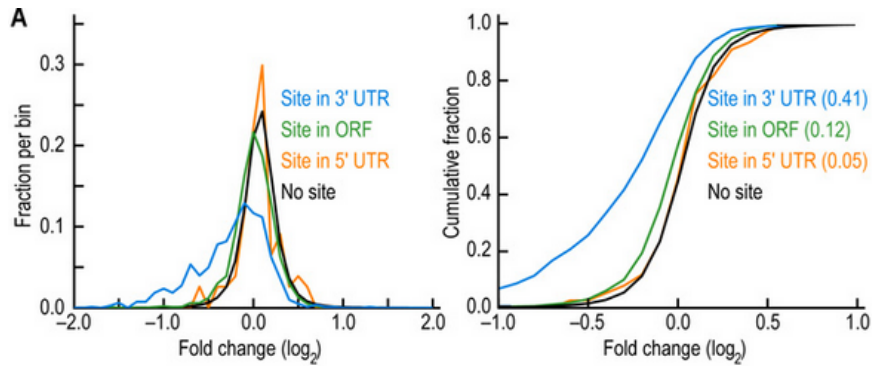 A
Fraction per bin
0.3
0.2
0.1
0.0
Site in 3' UTR
Site in ORF
Site in 5' UTR
No site
−2.0 −1.0 0.0 1.0 2.0
Fold change (log2)
Cumulative fraction
1.0
0.8
0.6
0.4
0.2
0.0
Site in 3' UTR (0.41)
Site in ORF (0.12)
Site in 5' UTR (0.05)
No site
−1.0 −0.5 0.0 0.5 1.0
Fold change (log2)